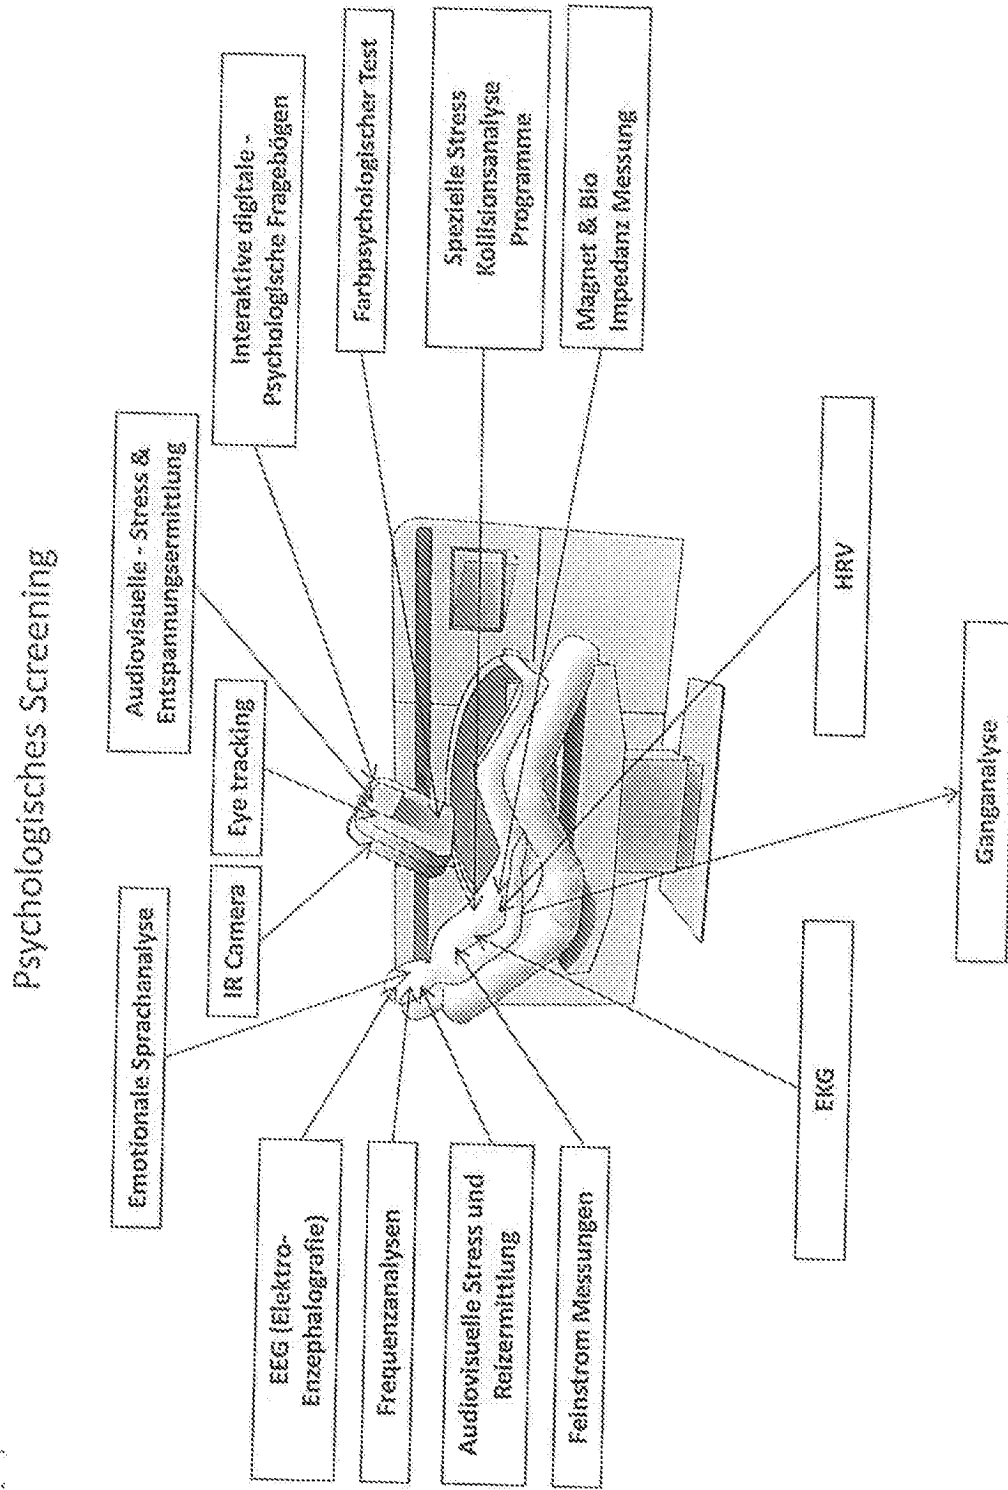 Psychologisches Screening
Emotionale Sprachanalyse
Audiovisuelle - Stress &
Entspannungsermittlung
IR Camera
Eye tracking
Interaktive digitale -
Psychologische Fragebögen
EEG (Elektro-
Enzephalografie)
Farbpsychologischer Test
Frequenzanalysen
Spezielle Stress
Kollisionsanalyse
Programme
Audiovisuelle Stress und
Reizermittlung
Magnet & Bio
Impedanz Messung
Feinstrom Messungen
EKG
HRV
Ganganalyse